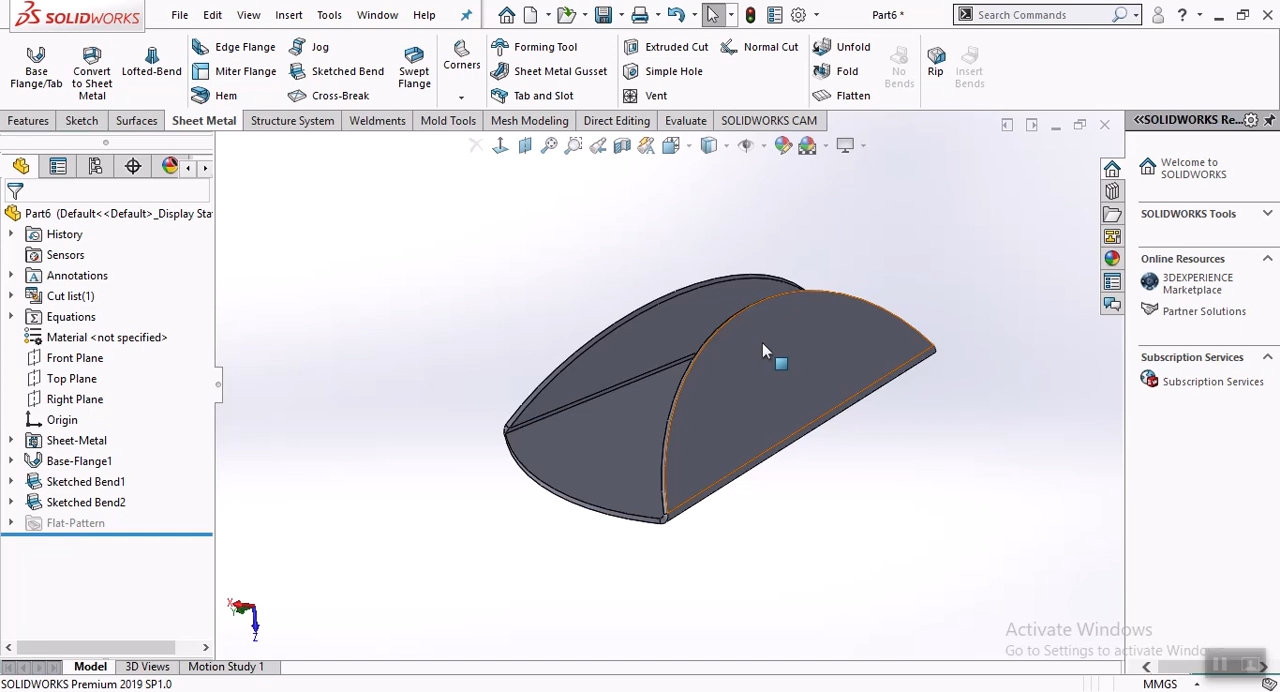 SOLIDWORKS File Edit View Insert Tools Window Help Part6 * Search Commands ?
Base Flange/Tab Convert to Sheet Metal Lofted-Bend Edge Flange Miter Flange Hem Jog Sketched Bend Cross-Break Swept Flange Corners Forming Tool Sheet Metal Gusset Tab and Slot Extruded Cut Simple Hole Vent Normal Cut Unfold Fold Flatten No Bends Rip Insert Bends
Features Sketch Surfaces Sheet Metal Structure System Weldments Mold Tools Mesh Modeling Direct Editing Evaluate SOLIDWORKS CAM
Part6 (Default<<Default>_Display Sta
History
Sensors
Annotations
Cut list(1)
Equations
Material <not specified>
Front Plane
Top Plane
Right Plane
Origin
Sheet-Metal
Base-Flange1
Sketched Bend1
Sketched Bend2
Flat-Pattern
X
Y
Z
«SOLIDWORKS Re...
Welcome to
SOLIDWORKS
SOLIDWORKS Tools
Online Resources
3DEXPERIENCE
Marketplace
Partner Solutions
Subscription Services
Subscription Services
Activate Windows
Go to Settings to activate
Model 3D Views Motion Study 1
SOLIDWORKS Premium 2019 SP1.0 MMGS